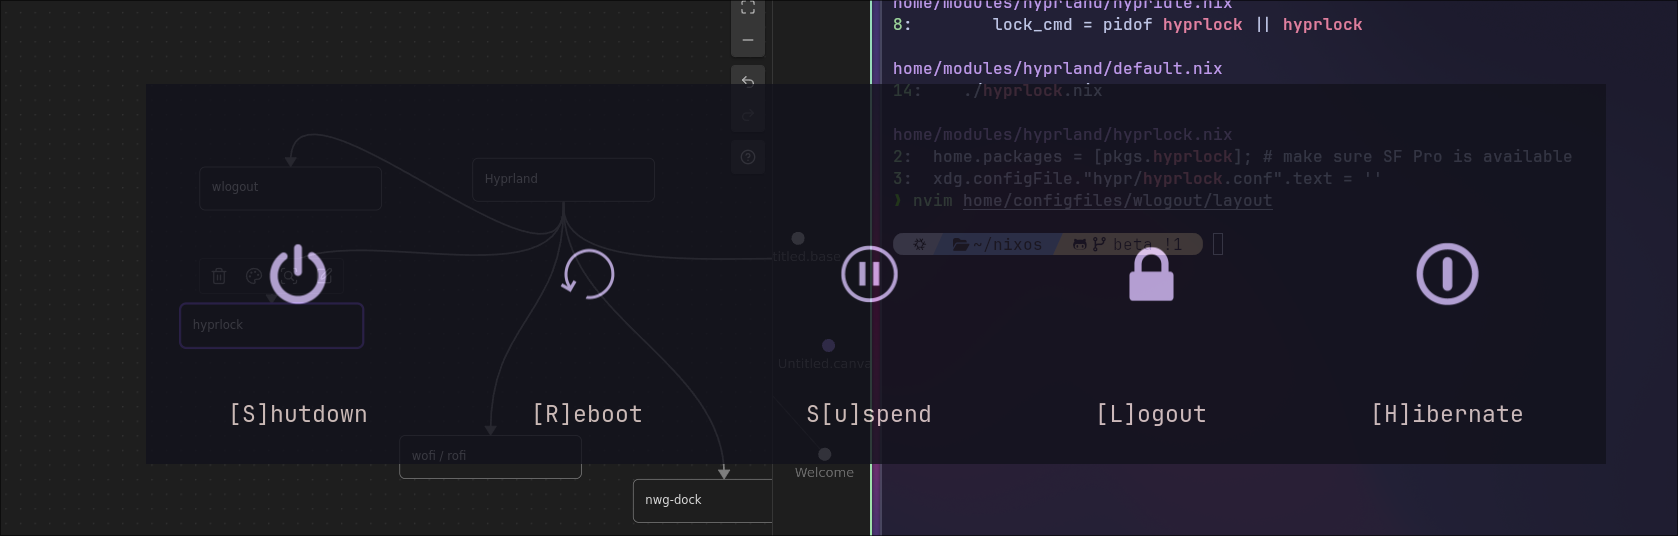 home/modules/hyprland/hypridle.nix
8:        lock_cmd = pidof hyprlock || hyprlock
home/modules/hyprland/default.nix
14:    ./hyprlock.nix
home/modules/hyprland/hyprlock.nix
2:  home.packages = [pkgs.hyprlock]; # make sure SF Pro is available
3:  xdg.configFile."hypr/hyprlock.conf".text = ''
❯ nvim home/configfiles/wlogout/layout
~/nixos beta !1
wlogout
Hyprland
hyprlock
Untitled.canva
[S]hutdown
[R]eboot
S[u]spend
[L]ogout
[H]ibernate
wofi / rofi
Welcome
nwg-dock